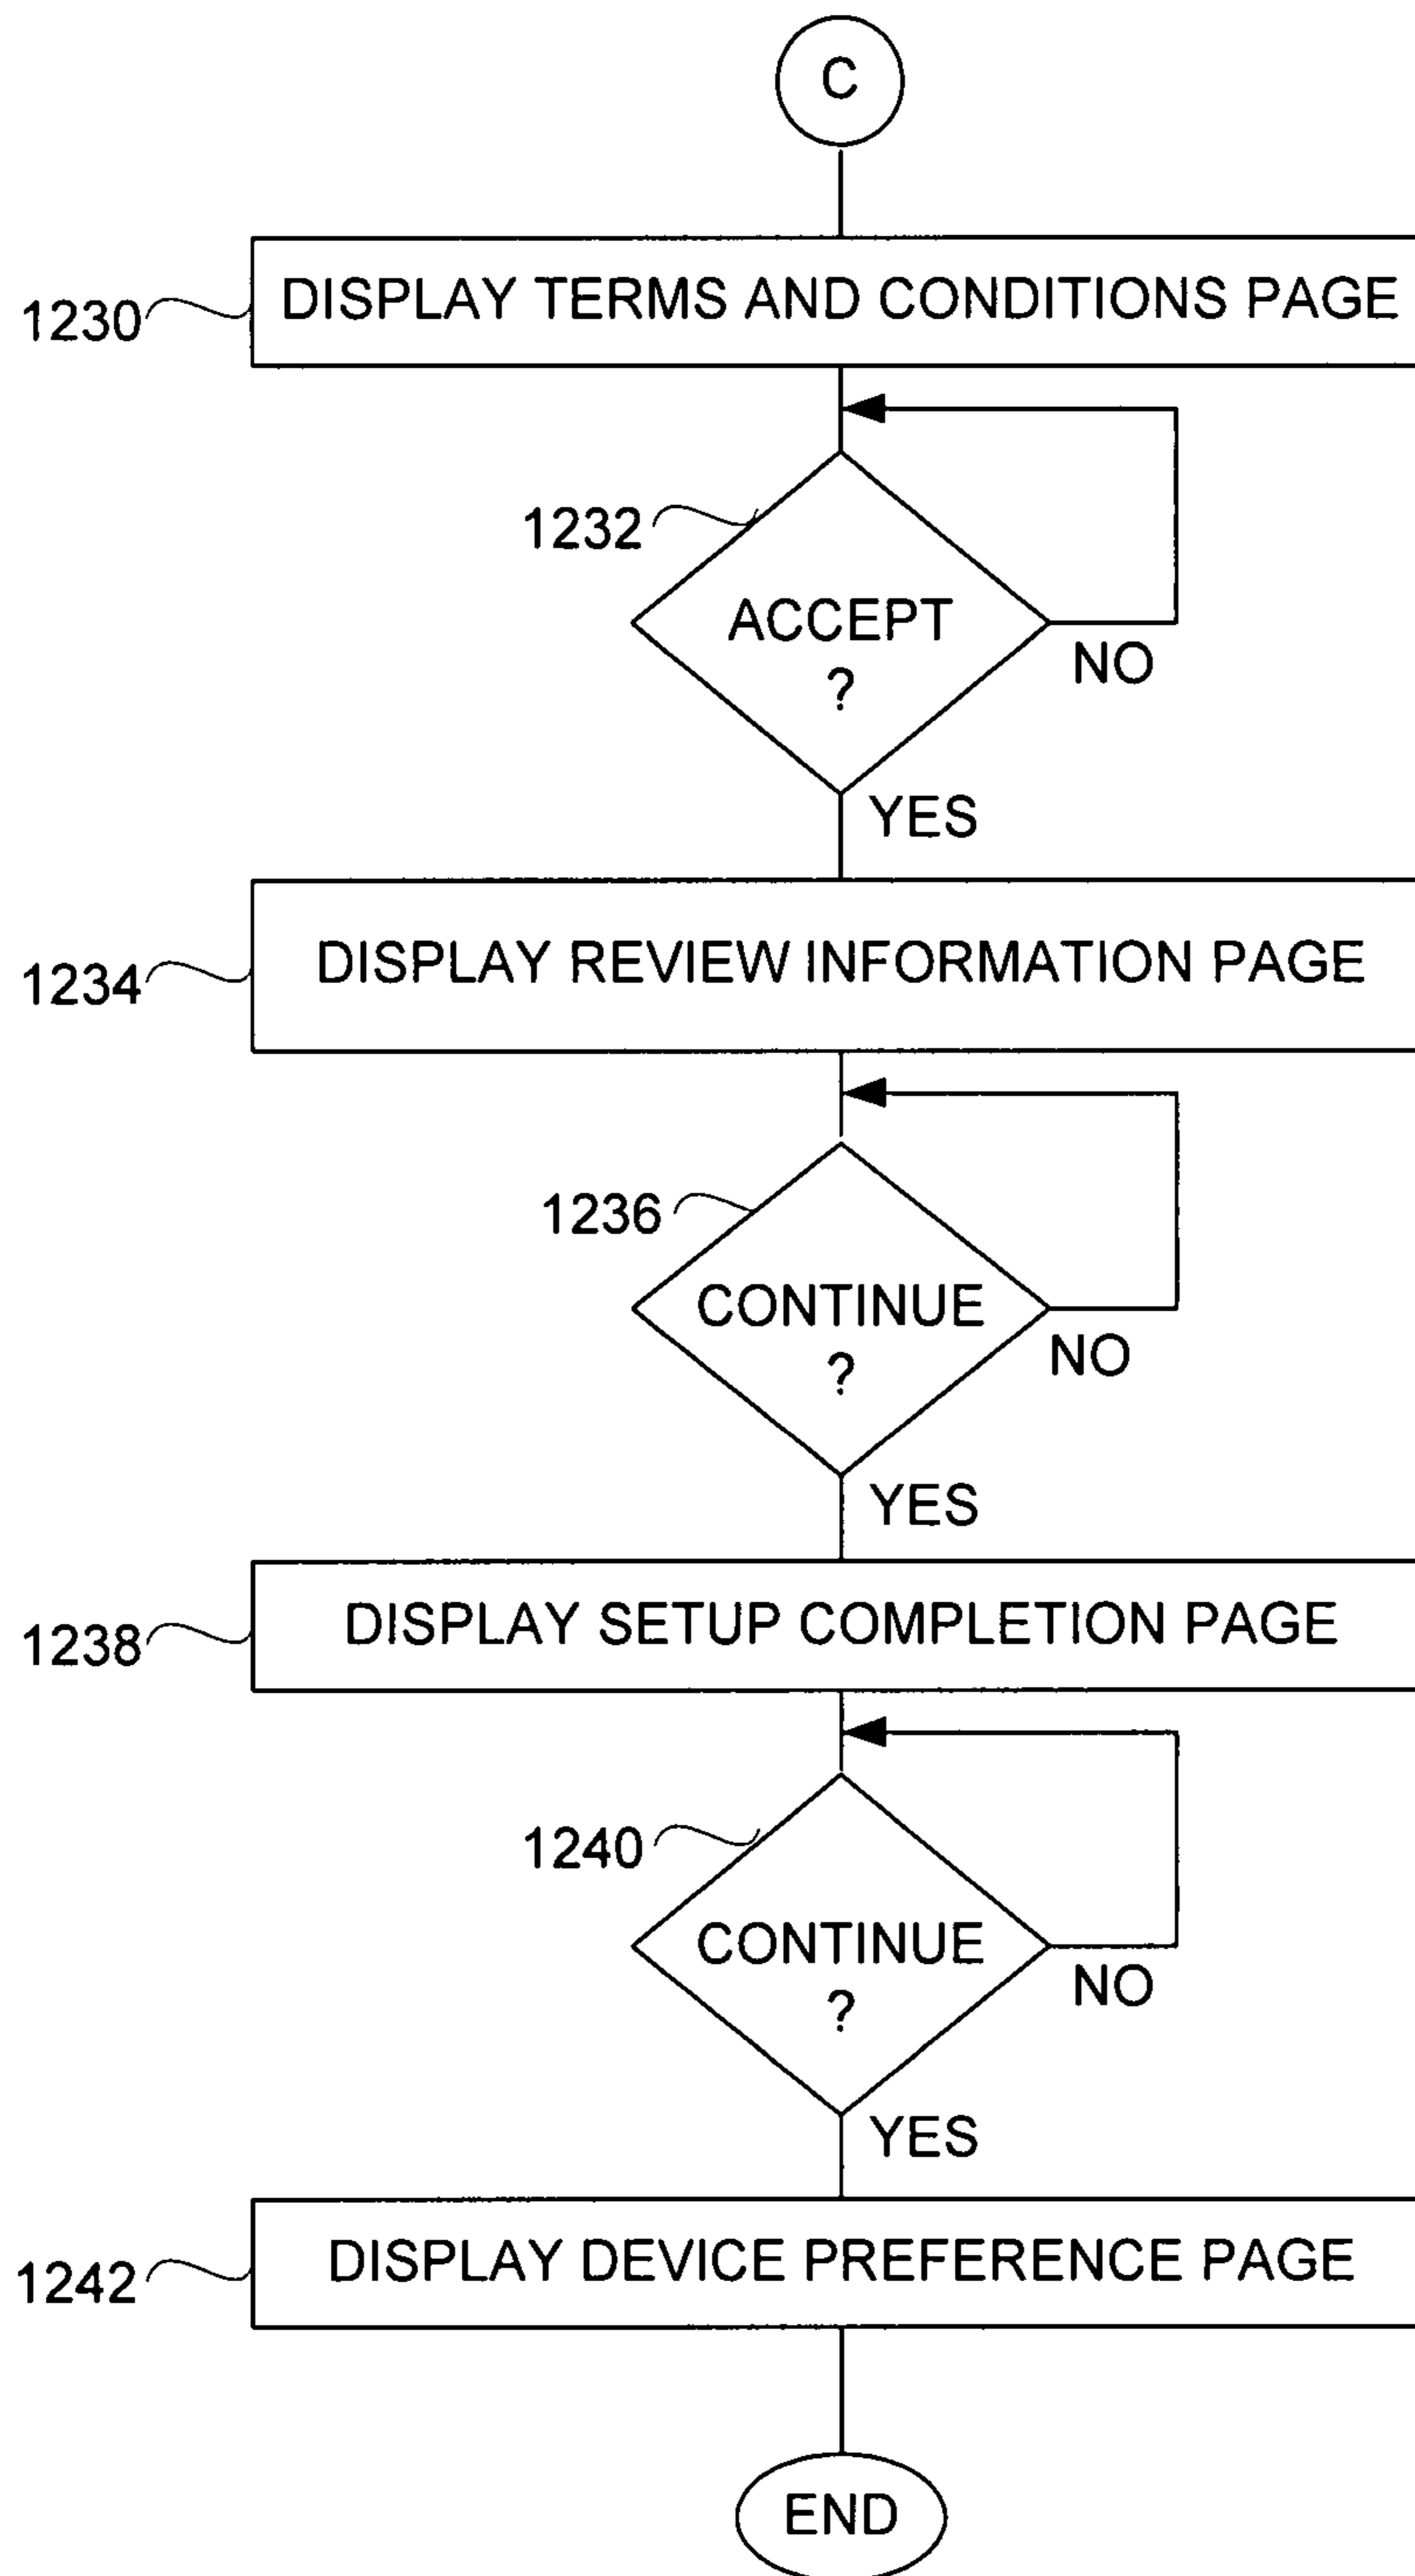 C
1230
DISPLAY TERMS AND CONDITIONS PAGE
1232
ACCEPT
?
NO
YES
1234
DISPLAY REVIEW INFORMATION PAGE
1236
CONTINUE
?
NO
YES
1238
DISPLAY SETUP COMPLETION PAGE
1240
CONTINUE
?
NO
YES
1242
DISPLAY DEVICE PREFERENCE PAGE
END